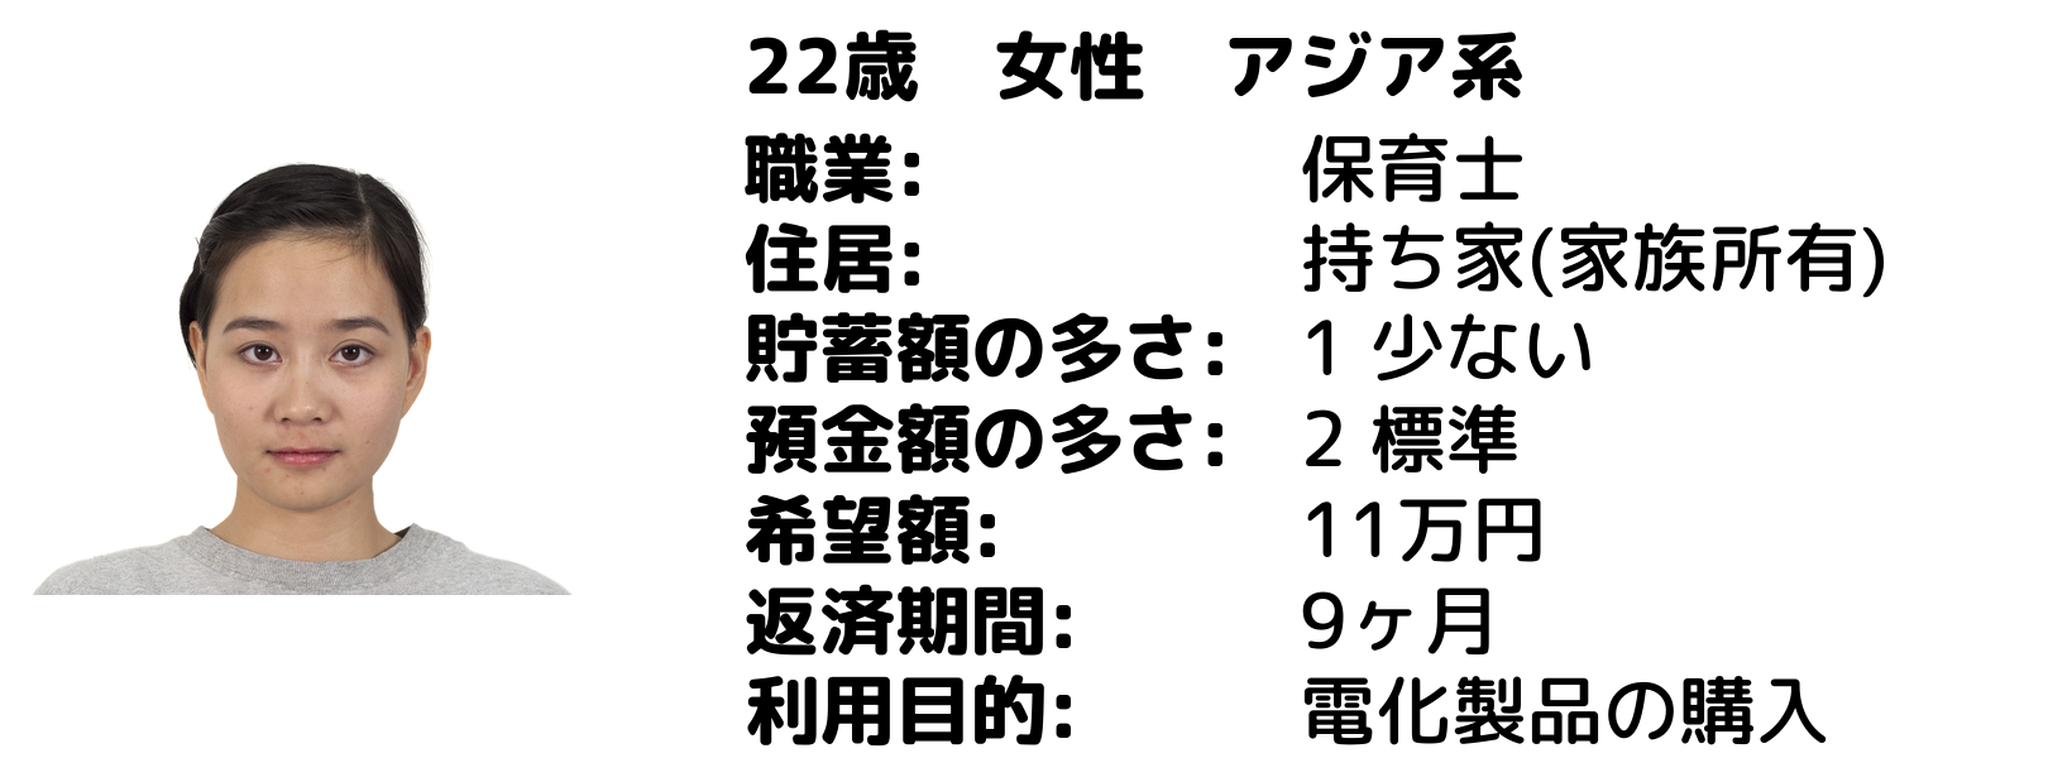 22歳　女性　アジア系
職業: 保育士
住居: 持ち家(家族所有)
貯蓄額の多さ: 1 少ない
預金額の多さ: 2 標準
希望額: 11万円
返済期間: 9ヶ月
利用目的: 電化製品の購入